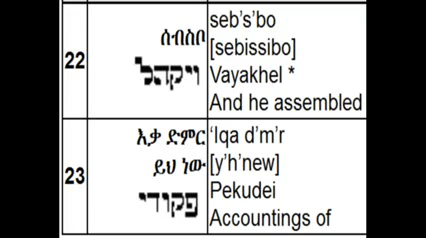 22
ሰብስቦ
ויקהל
seb’s’bo
[sebissibo]
Vayakhel *
And he assembled
23
እቃ ድምር
ይህ ነው
פקודי
‘Iqa d’m’r
[y’h’new]
Pekudei
Accountings of